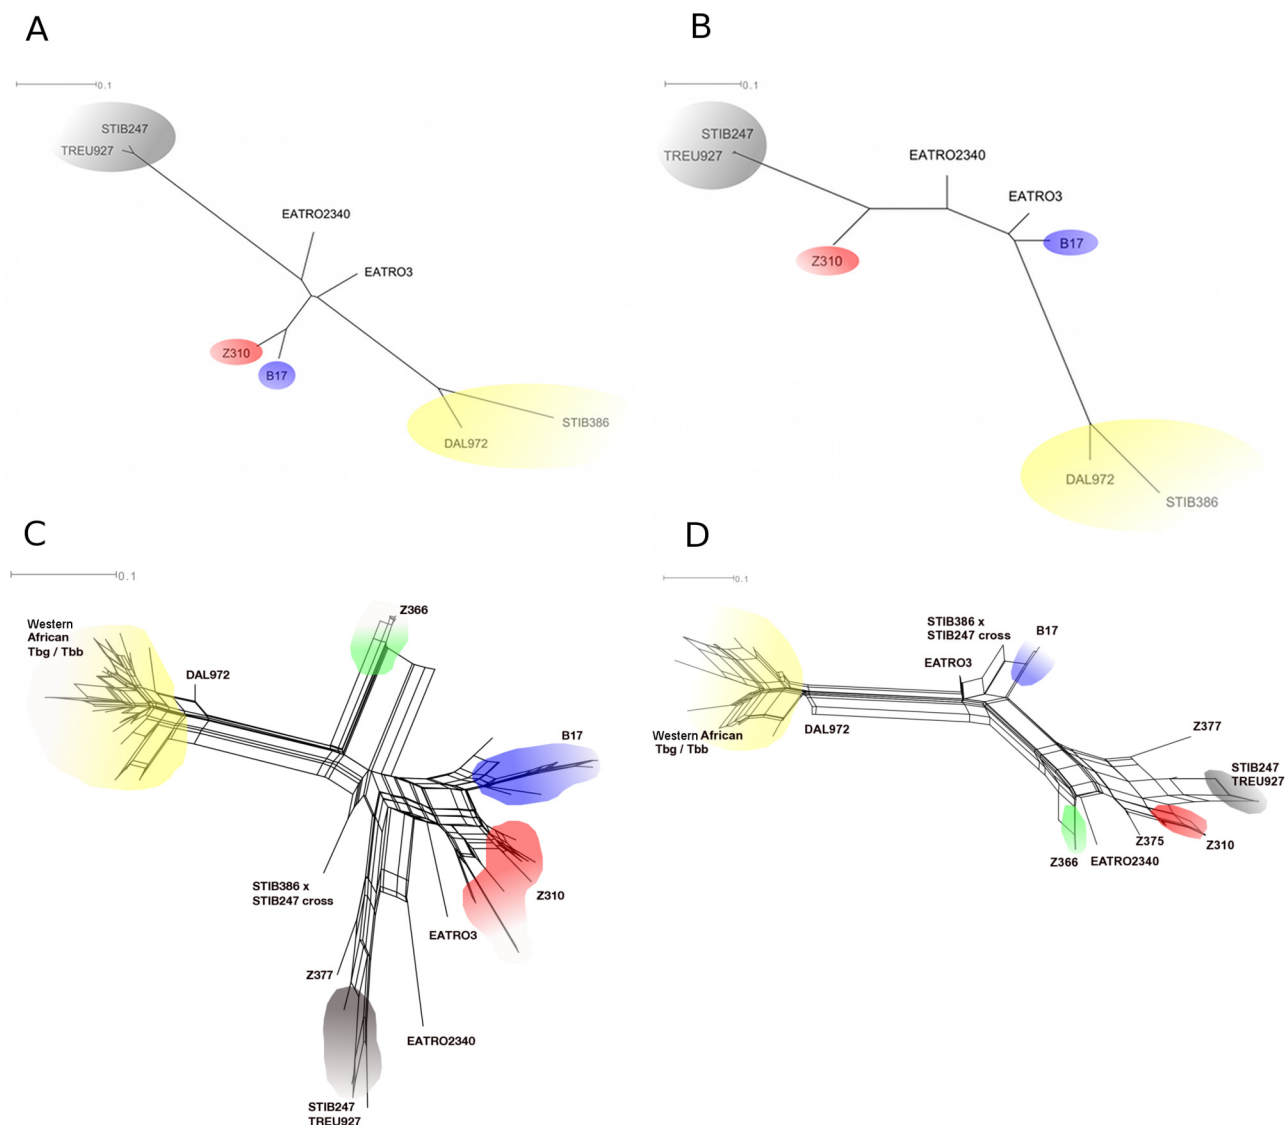 A
0.1
STIB247
TREU927
EATRO2340
EATRO3
Z310
B17
STIB386
DAL972
B
0.1
STIB247
TREU927
EATRO2340
EATRO3
B17
Z310
DAL972
STIB386
C
0.1
Western
African
Tbg / Tbb
DAL972
Z366
B17
STIB386 x
STIB247 cross
Z310
EATRO3
Z377
EATRO2340
STIB247
TREU927
D
0.1
STIB386 x
STIB247 cross
B17
EATRO3
Western African
Tbg / Tbb
DAL972
Z377
STIB247
TREU927
Z375
Z310
Z366
EATRO2340